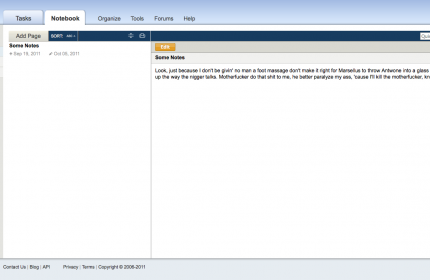 Tasks Notebook Organize Tools Forums Help
Add Page SORT: Quic
Some Notes
Sep 19, 2011 Oct 05, 2011
Edit
Some Notes
Look, just because I don't be givin' no man a foot massage don't make it right for Marsellus to throw Antwone into a glass
up the way the nigger talks. Motherfucker do that shit to me, he better paralyze my ass, 'cause I'll kill the motherfucker, kn
Contact Us | Blog | API Privacy | Terms | Copyright © 2006-2011